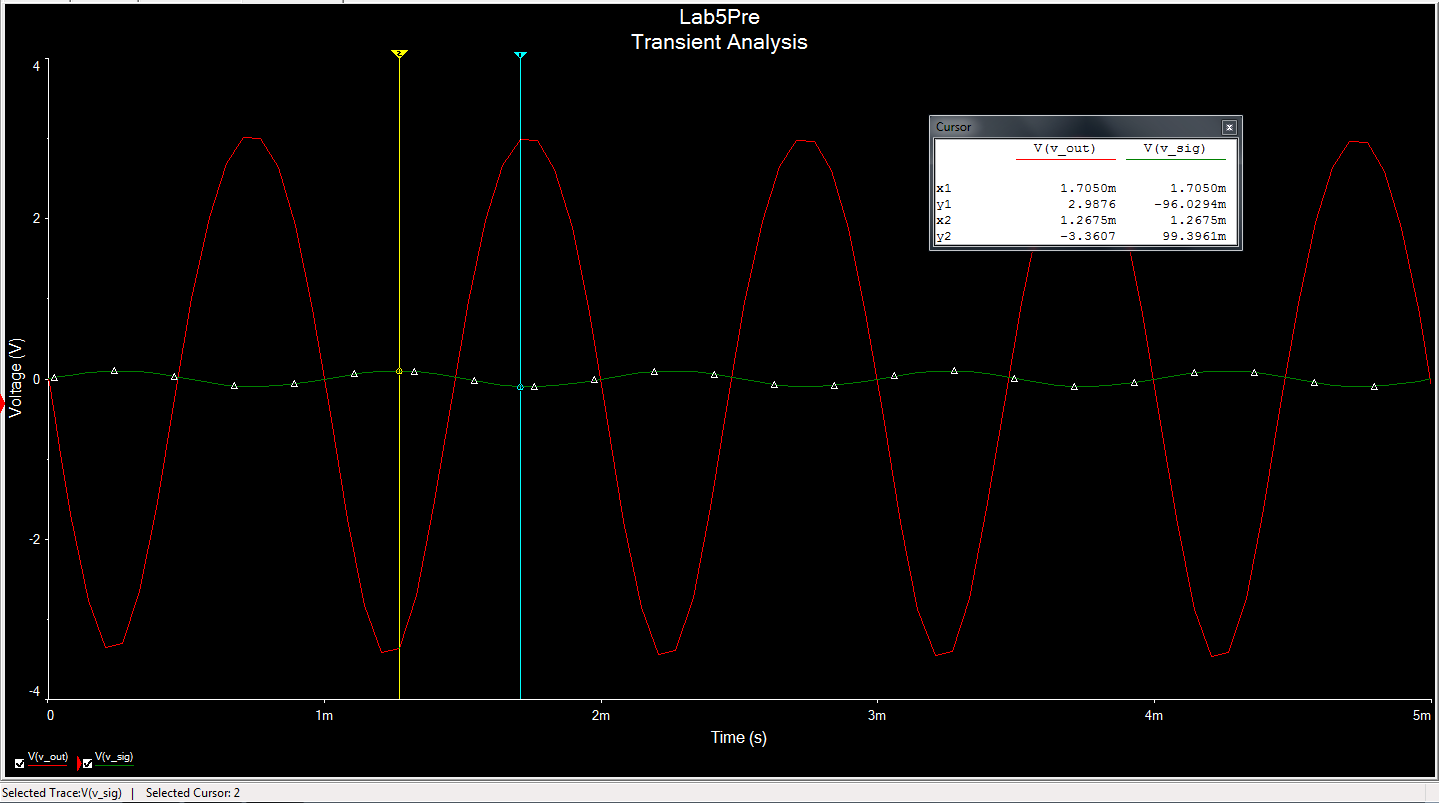 Lab5Pre
Transient Analysis
2
1
4
2
0
-2
-4
Voltage (V)
Cursor
x
V(v_out) V(v_sig)
x1 1.7050m 1.7050m
y1 2.9876 -96.0294m
x2 1.2675m 1.2675m
y2 -3.3607 99.3961m
0 1m 2m 3m 4m 5m
Time (s)
V(v_out) V(v_sig)
Selected Trace:V(v_sig) | Selected Cursor: 2